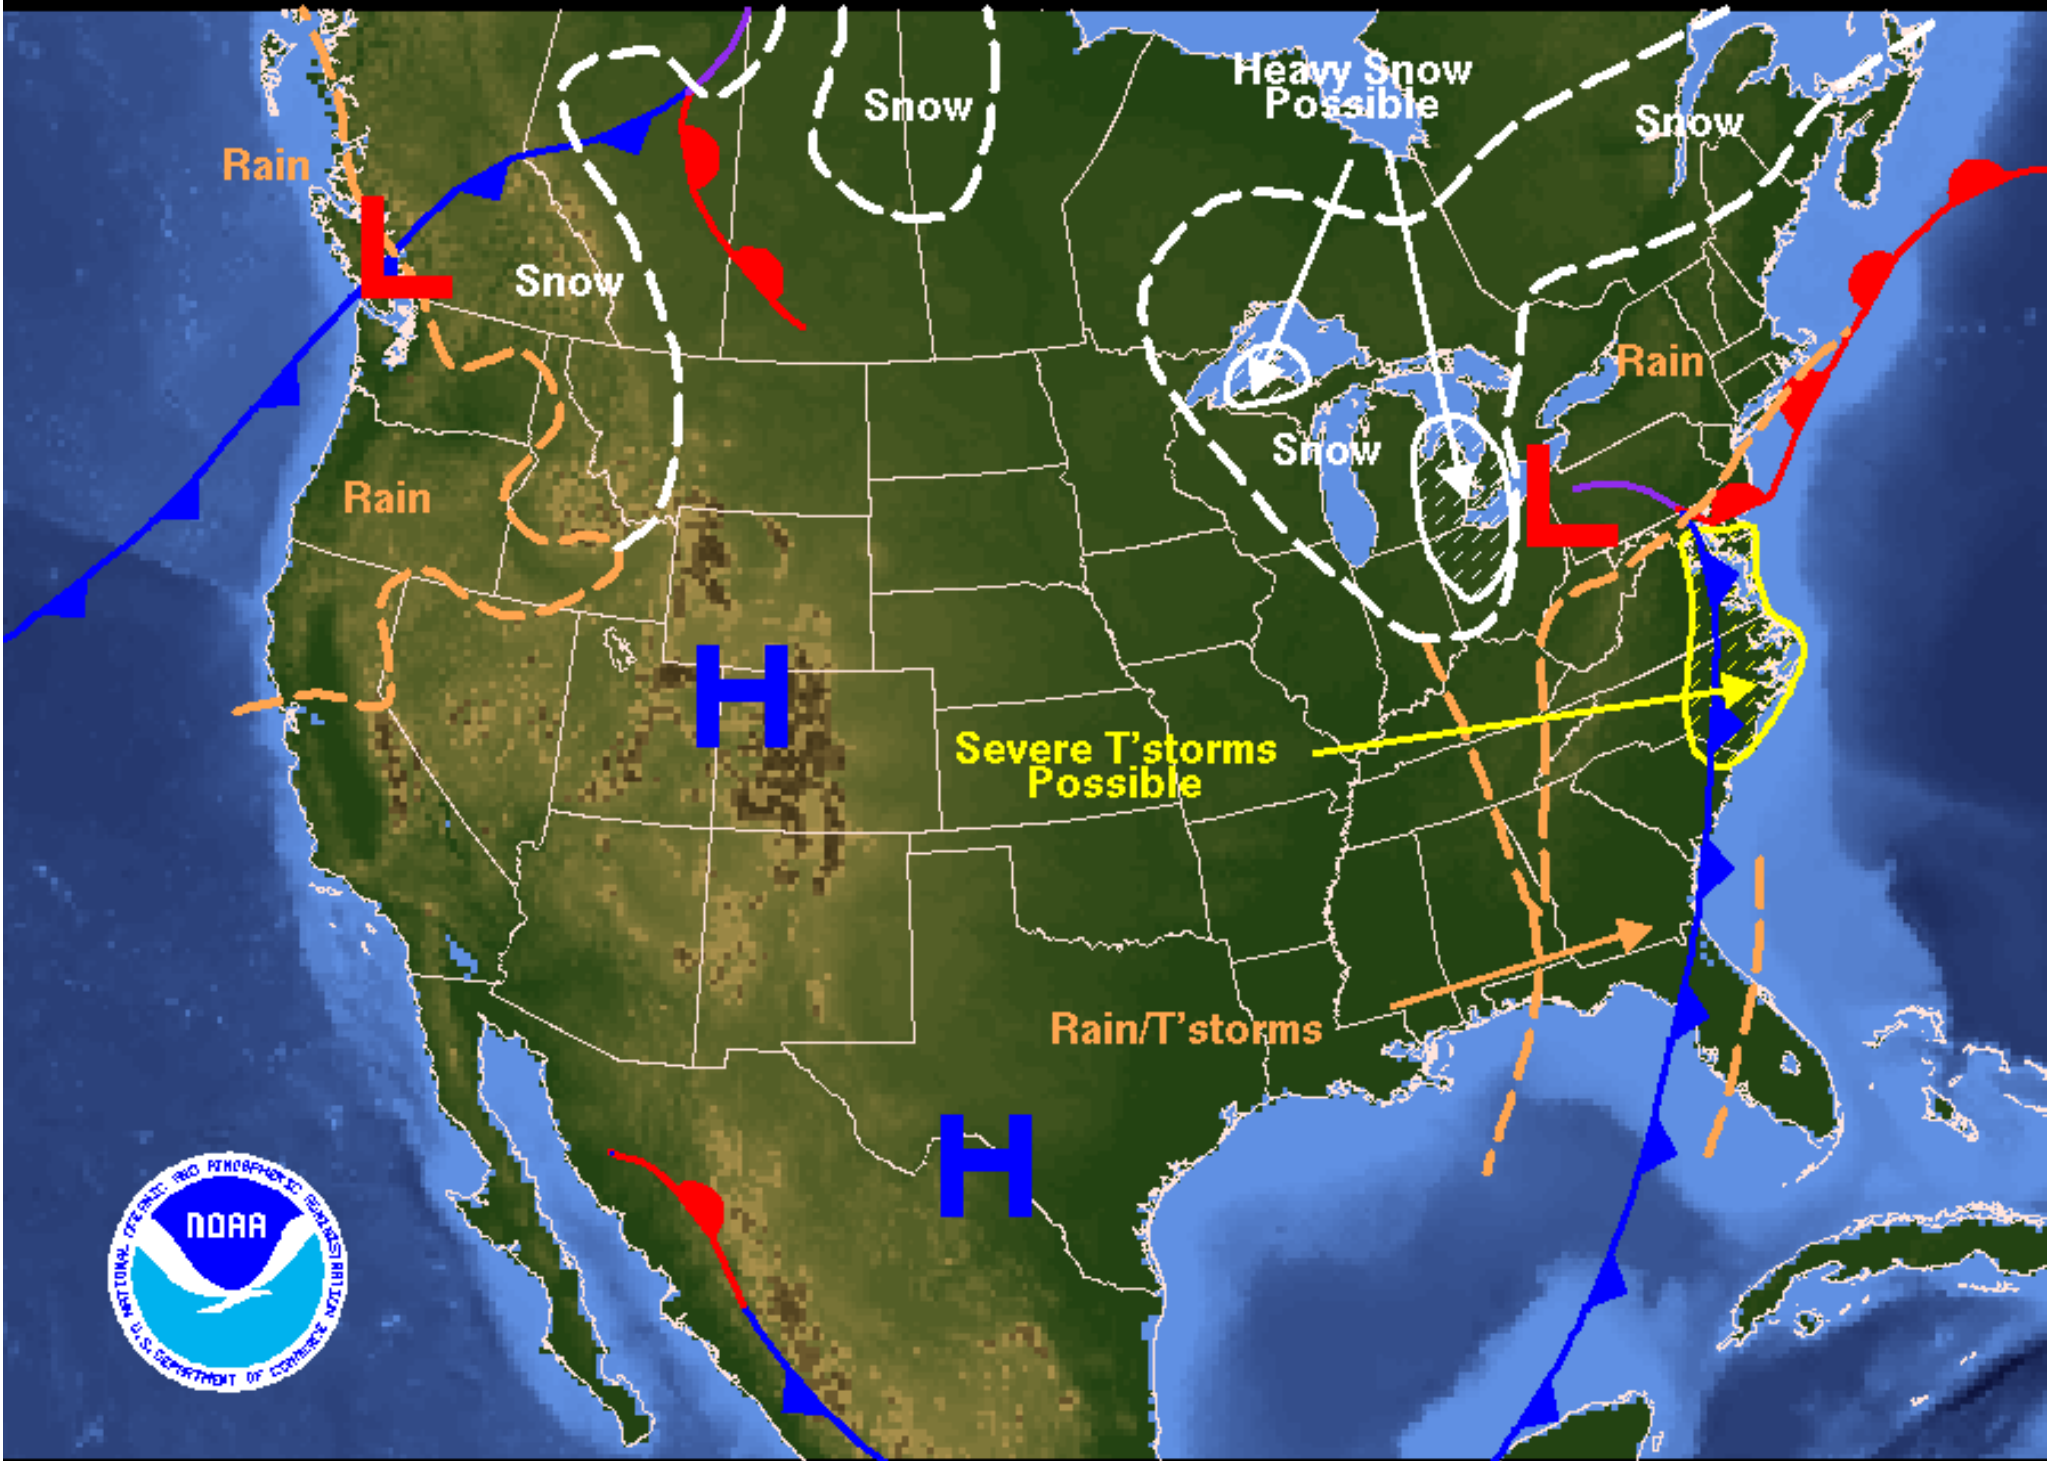 Heavy Snow
Possible
Snow
Snow
Rain
L
Snow
Rain
Snow
Rain
L
H
Severe T'storms
Possible
Rain/T'storms
H
NATIONAL OCEANIC AND ATMOSPHERIC ADMINISTRATION
NOAA
U.S. DEPARTMENT OF COMMERCE